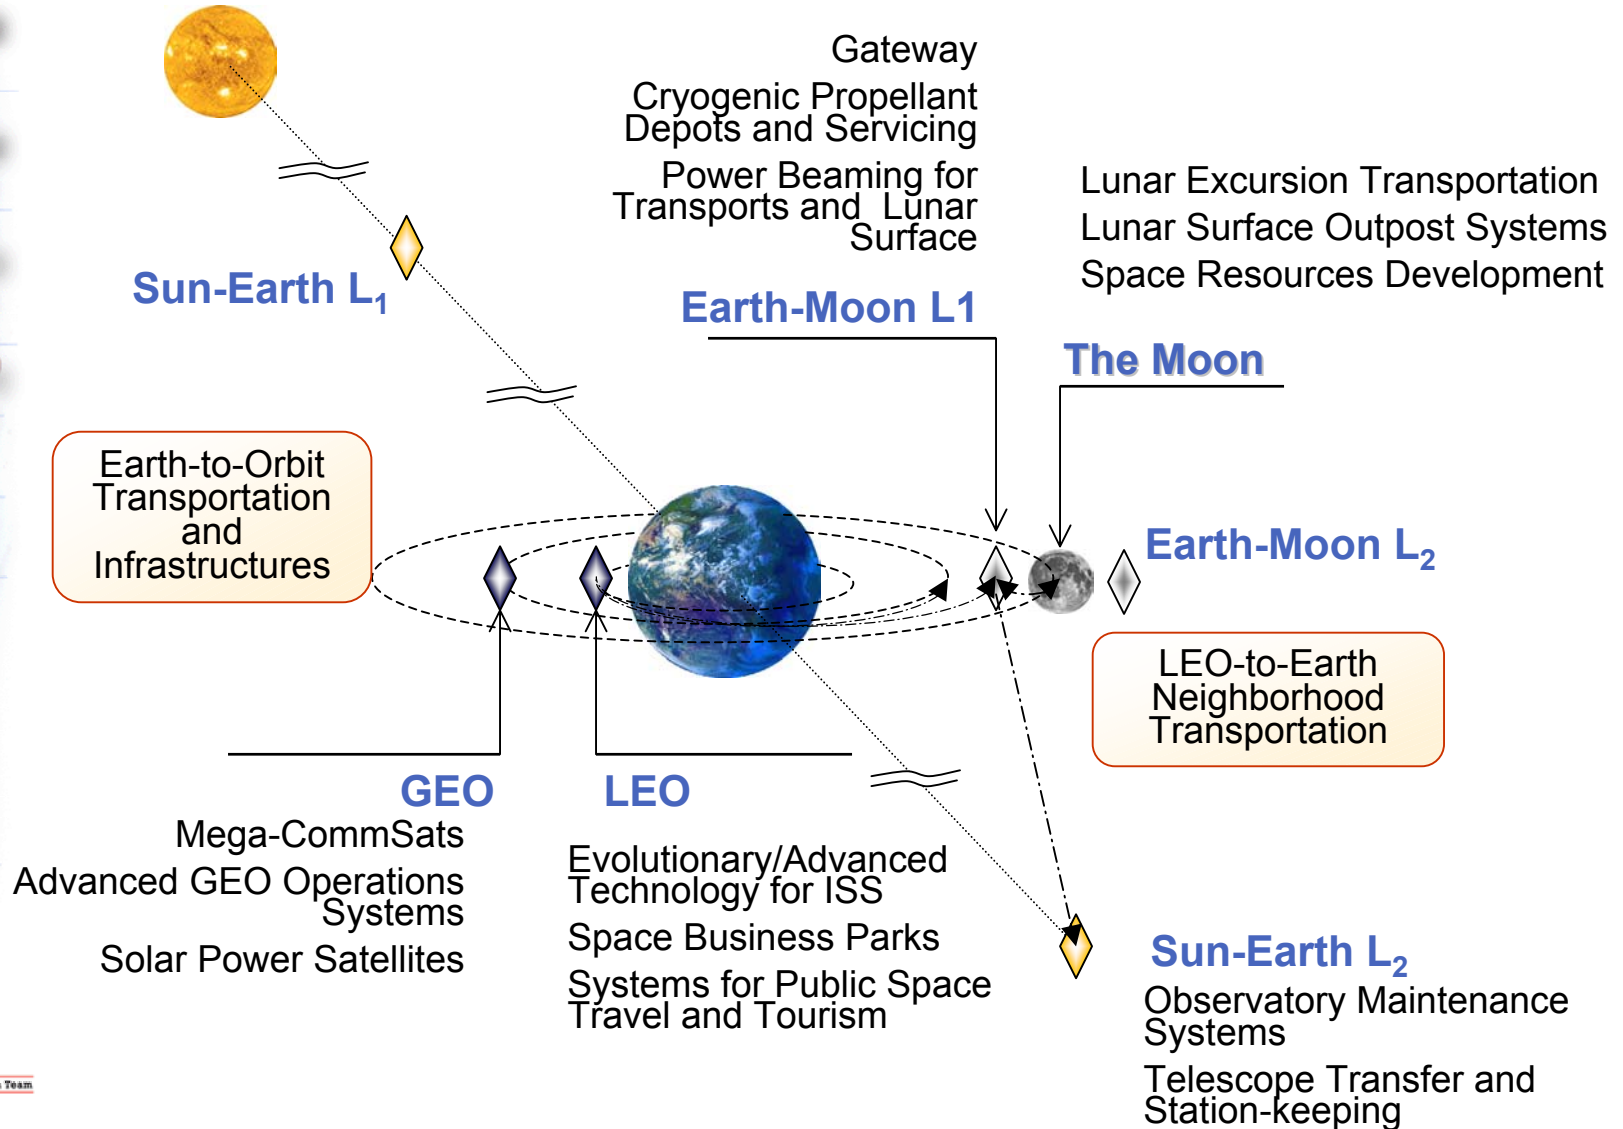 Gateway
Cryogenic Propellant
Depots and Servicing
Power Beaming for
Transports and Lunar
Surface
Lunar Excursion Transportation
Lunar Surface Outpost Systems
Space Resources Development
Sun-Earth L1
Earth-Moon L1
The Moon
Earth-to-Orbit
Transportation
and
Infrastructures
Earth-Moon L2
LEO-to-Earth
Neighborhood
Transportation
GEO
Mega-CommSats
Advanced GEO Operations
Systems
Solar Power Satellites
LEO
Evolutionary/Advanced
Technology for ISS
Space Business Parks
Systems for Public Space
Travel and Tourism
Sun-Earth L2
Observatory Maintenance
Systems
Telescope Transfer and
Station-keeping
Team